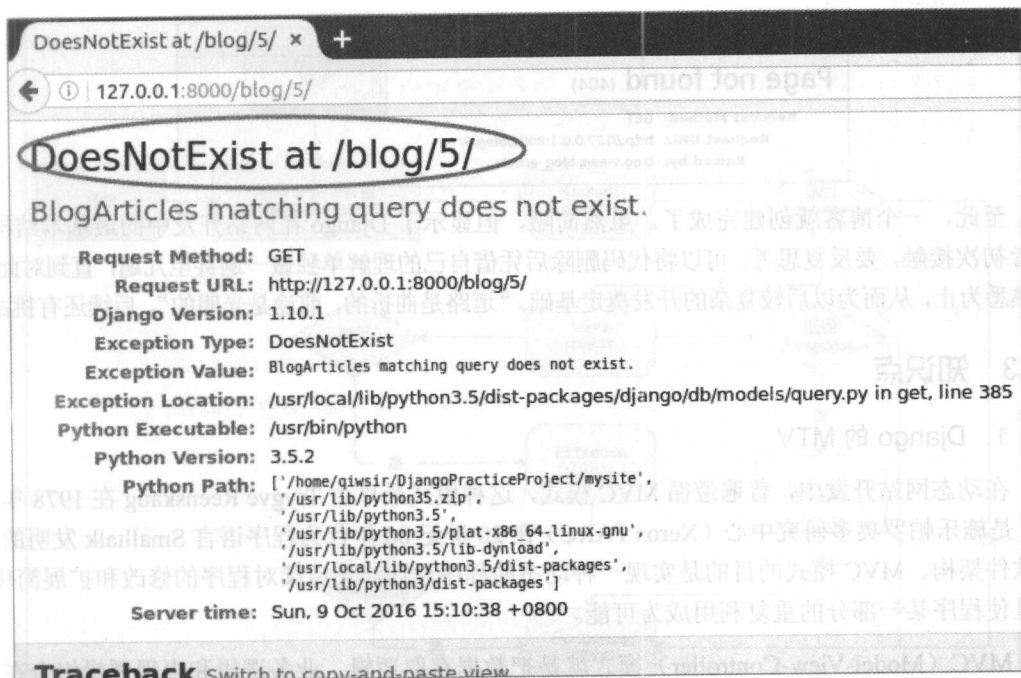 DoesNotExist at /blog/5/ × +
127.0.0.1:8000/blog/5/
DoesNotExist at /blog/5/
BlogArticles matching query does not exist.
Request Method: GET
Request URL: http://127.0.0.1:8000/blog/5/
Django Version: 1.10.1
Exception Type: DoesNotExist
Exception Value: BlogArticles matching query does not exist.
Exception Location: /usr/local/lib/python3.5/dist-packages/django/db/models/query.py in get, line 385
Python Executable: /usr/bin/python
Python Version: 3.5.2
Python Path: ['/home/qiwsir/DjangoPracticeProject/mysite',
'/usr/lib/python35.zip',
'/usr/lib/python3.5',
'/usr/lib/python3.5/plat-x86_64-linux-gnu',
'/usr/lib/python3.5/lib-dynload',
'/usr/local/lib/python3.5/dist-packages',
'/usr/lib/python3/dist-packages']
Server time: Sun, 9 Oct 2016 15:10:38 +0800
Traceback Switch to copy-and-paste view